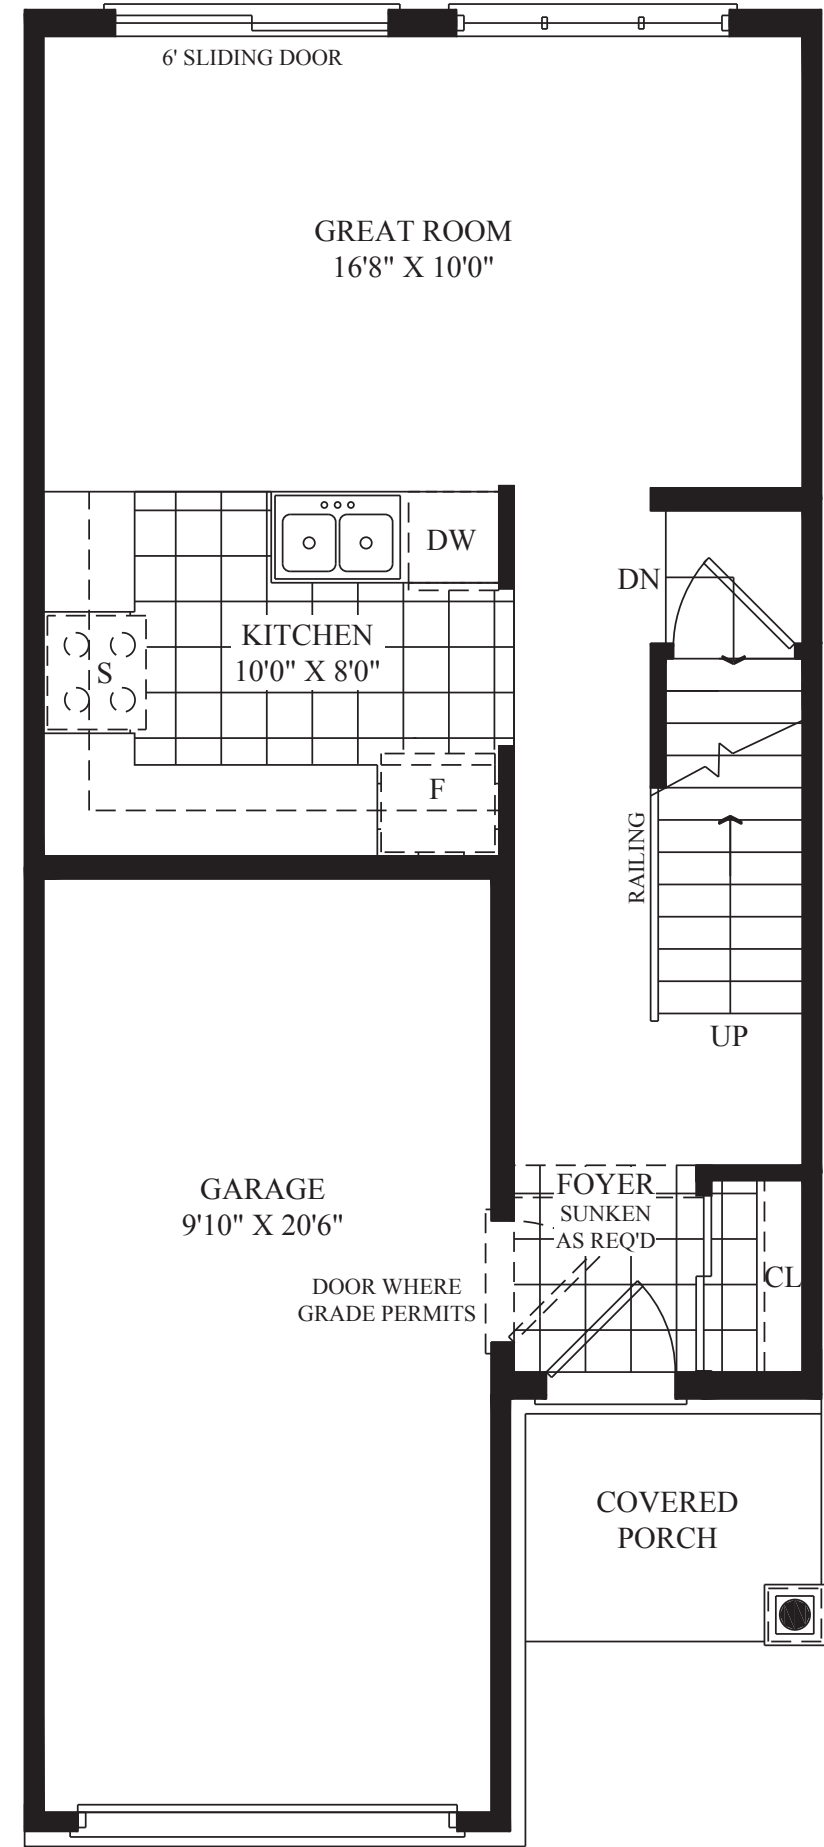 6' SLIDING DOOR
GREAT ROOM
16'8" X 10'0"
DW
DN
KITCHEN
10'0" X 8'0"
S
F
RAILING
UP
GARAGE
9'10" X 20'6"
FOYER
SUNKEN
AS REQ'D
CL
DOOR WHERE
GRADE PERMITS
COVERED
PORCH